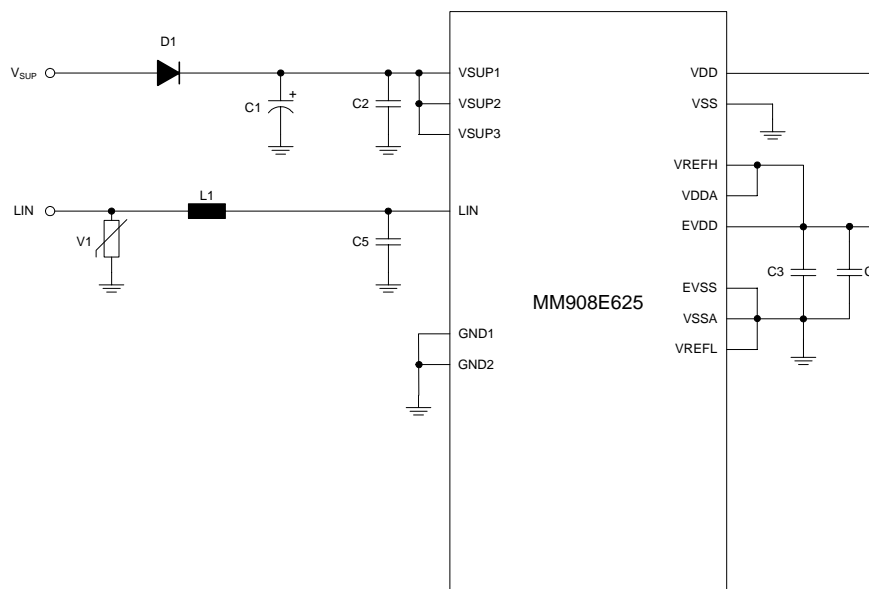 D1
V_SUP
+
C1
C2
VSUP1
VSUP2
VSUP3
VDD
VSS
VREFH
VDDA
EVDD
LIN
L1
LIN
V1
C5
C3
EVSS
VSSA
VREFL
MM908E625
GND1
GND2